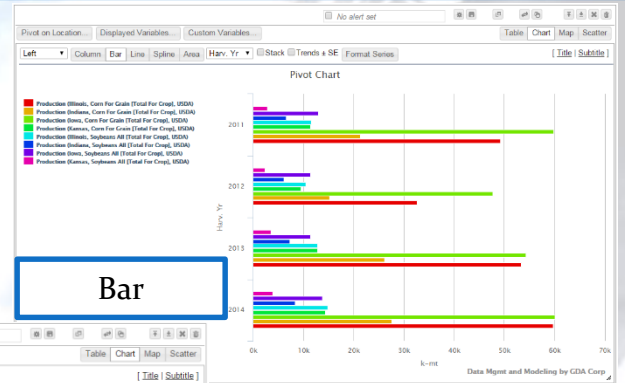 No alert set
Pivot on Location... Displayed Variables... Custom Variables... Table Chart Map Scatter
Left Column Bar Line Spline Area Harv. Yr Stack Trends ± SE Format Series [ Title | Subtitle ]
Pivot Chart
Production (Illinois, Corn For Grain (Total For Crop), USDA)
Production (Indiana, Corn For Grain (Total For Crop), USDA)
Production (Iowa, Corn For Grain (Total For Crop), USDA)
Production (Kansas, Corn For Grain (Total For Crop), USDA)
Production (Illinois, Soybeans All (Total For Crop), USDA)
Production (Indiana, Soybeans All (Total For Crop), USDA)
Production (Iowa, Soybeans All (Total For Crop), USDA)
Production (Kansas, Soybeans All (Total For Crop), USDA)
2011
2012
Harv. Yr
2013
2014
Bar
0k 10k 20k 30k 40k 50k 60k 70k
k-mt
Data Mgmt and Modeling by GDA Corp
Table Chart Map Scatter
[ Title | Subtitle ]